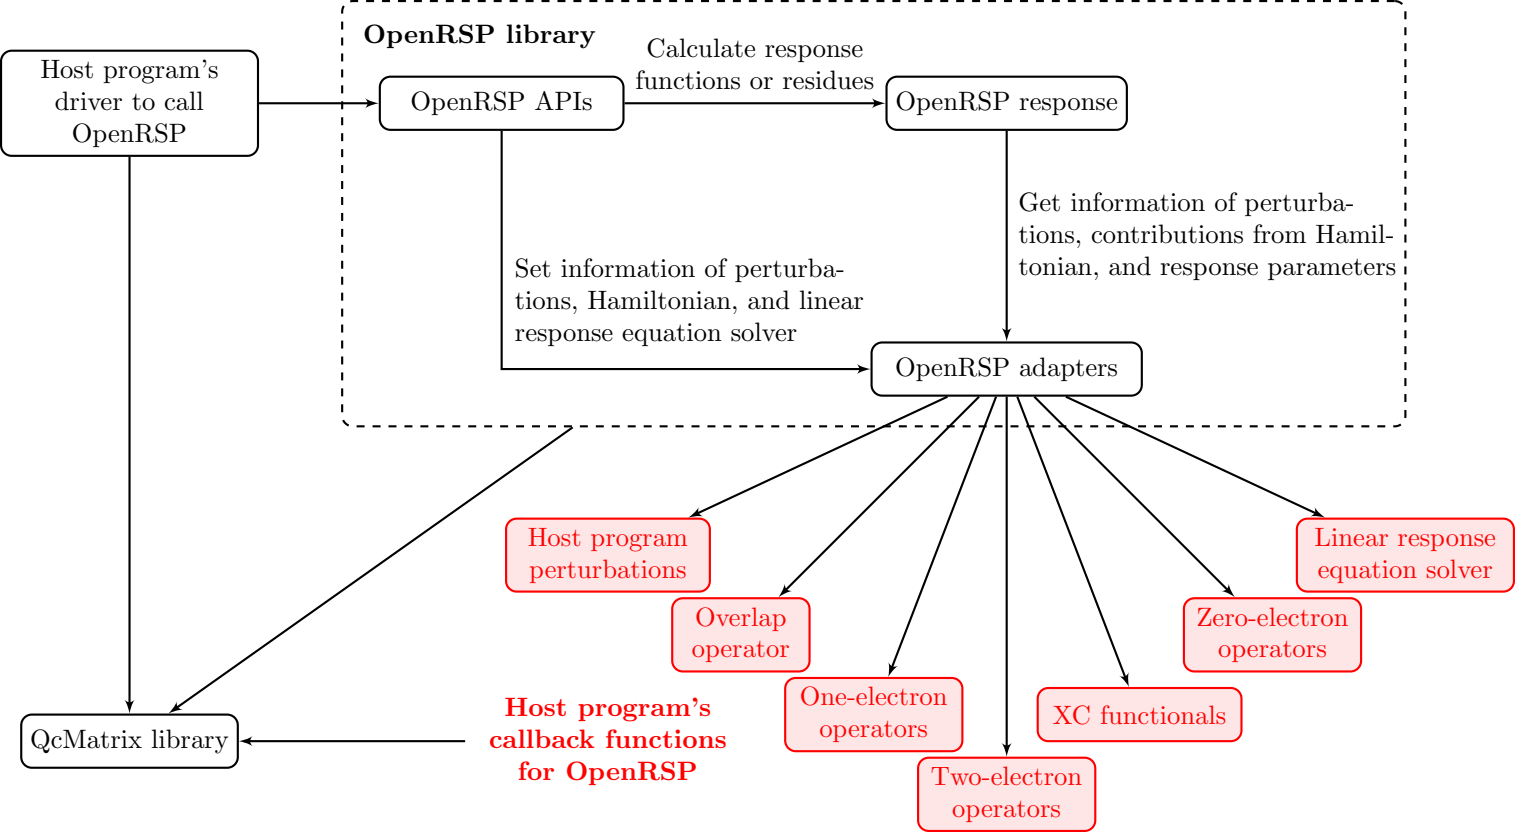 OpenRSP library
Host program's
driver to call
OpenRSP
OpenRSP APIs
Calculate response
functions or residues
OpenRSP response
Get information of perturba-
tions, contributions from Hamil-
tonian, and response parameters
Set information of perturba-
tions, Hamiltonian, and linear
response equation solver
OpenRSP adapters
Host program
perturbations
Overlap
operator
One-electron
operators
Two-electron
operators
XC functionals
Zero-electron
operators
Linear response
equation solver
Host program's
callback functions
for OpenRSP
QcMatrix library